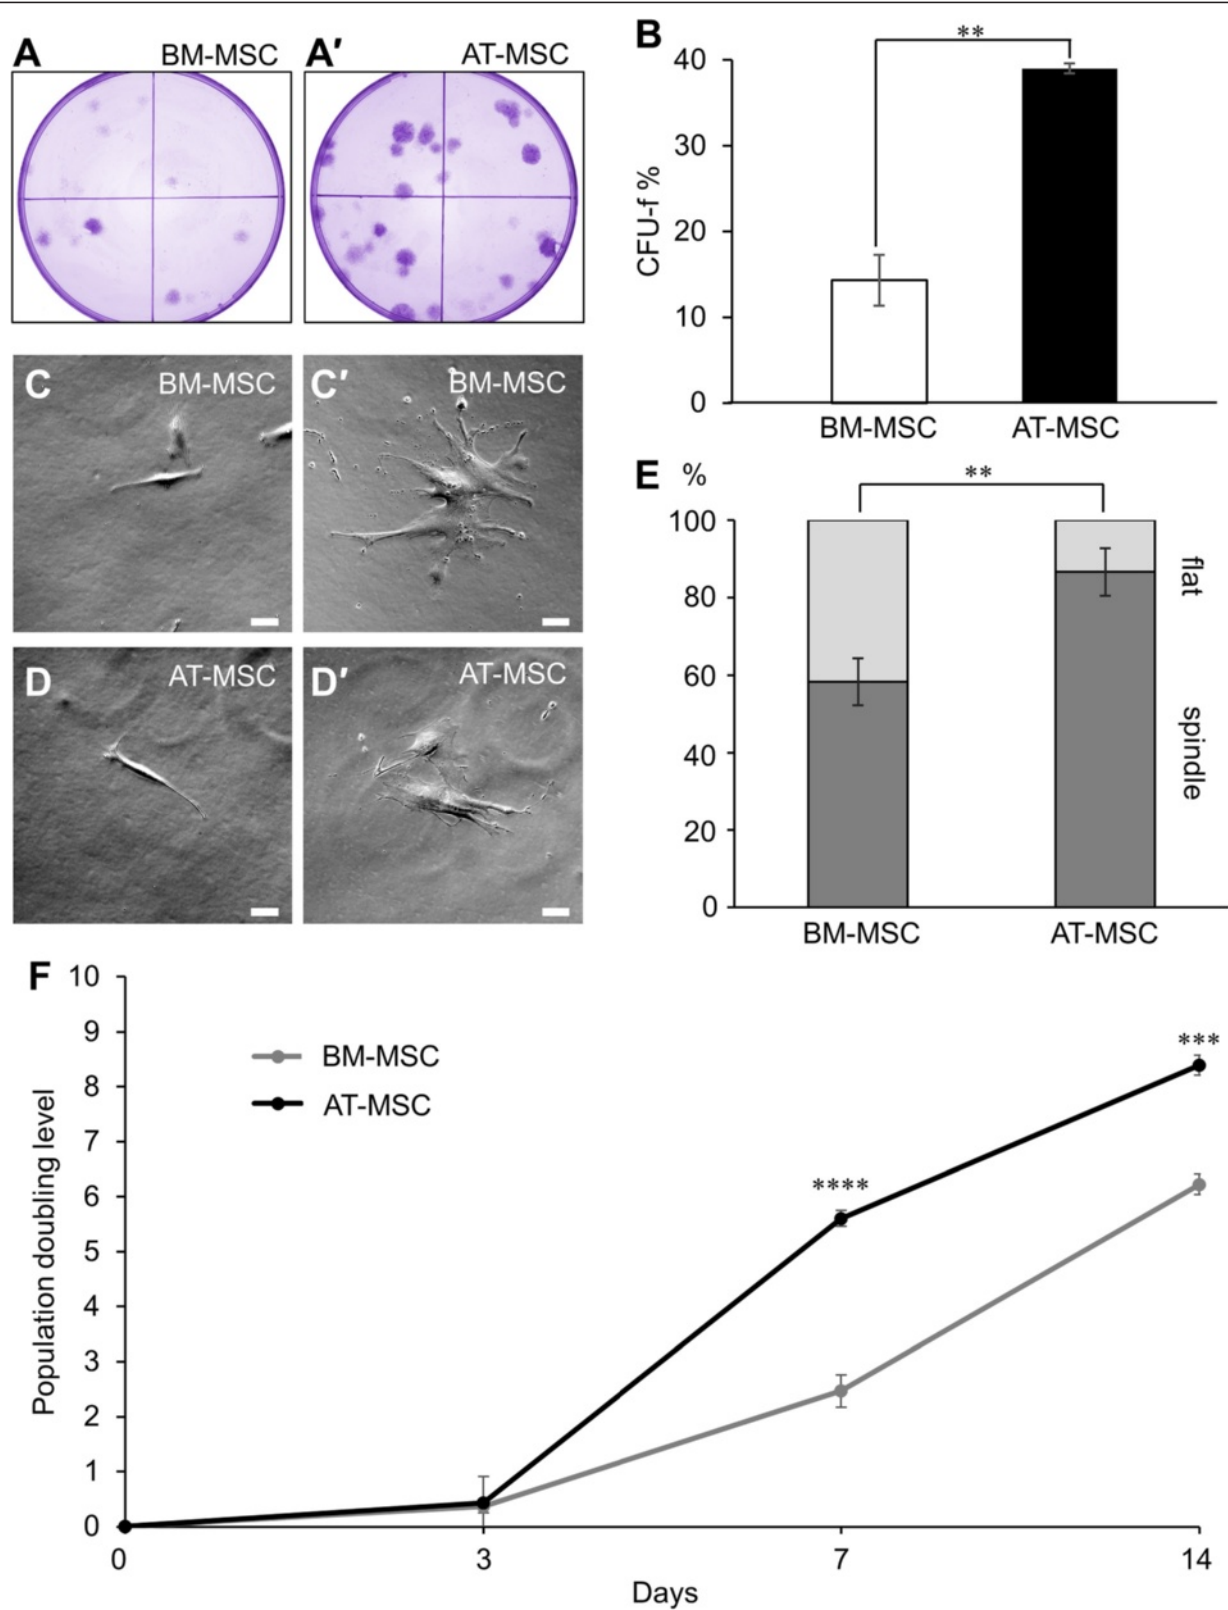 A BM-MSC
A′ AT-MSC
B
**
40
30
20
10
0
CFU-f %
BM-MSC
AT-MSC
C BM-MSC
C′ BM-MSC
D AT-MSC
D′ AT-MSC
E %
**
100
80
60
40
20
0
flat
spindle
BM-MSC
AT-MSC
F
10
9
8
7
6
5
4
3
2
1
0
Population doubling level
BM-MSC
AT-MSC
****
***
0 3 7 14
Days